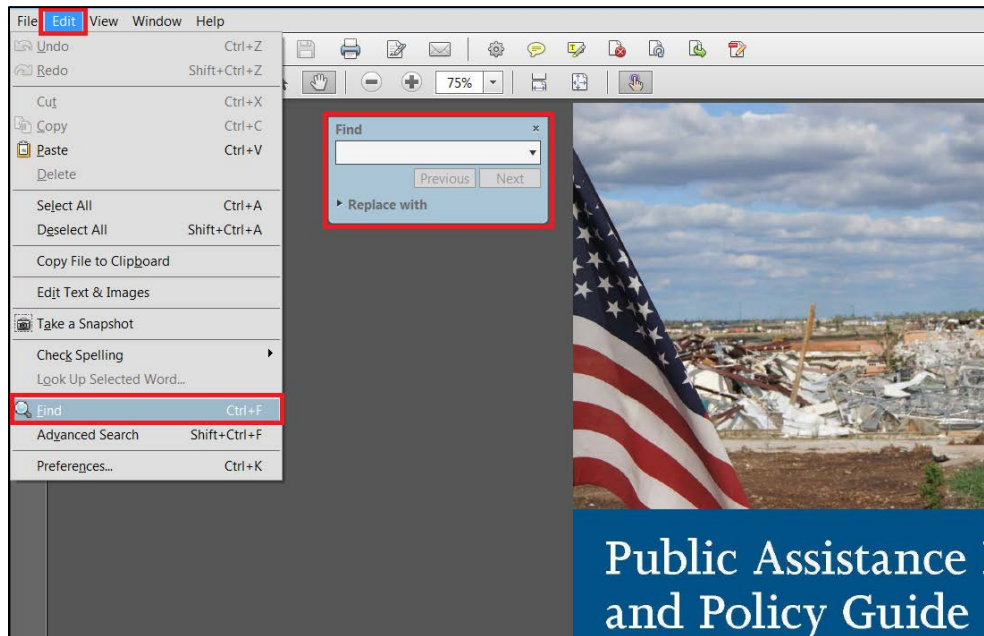 File Edit View Window Help
Undo Ctrl+Z
Redo Shift+Ctrl+Z
Cut Ctrl+X
Copy Ctrl+C
Paste Ctrl+V
Delete
Select All Ctrl+A
Deselect All Shift+Ctrl+A
Copy File to Clipboard
Edit Text & Images
Take a Snapshot
Check Spelling
Look Up Selected Word...
Find Ctrl+F
Advanced Search Shift+Ctrl+F
Preferences... Ctrl+K
75%
Find
Previous Next
Replace with
Public Assistance
and Policy Guide